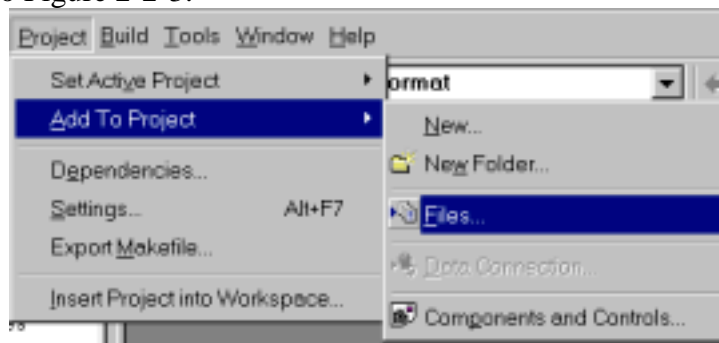 o Figure 2-2-3.
Project Build Tools Window Help
Set Active Project
ormat
Add To Project
New...
New Folder...
Dependencies...
Settings... Alt+F7
Files...
Export Makefile...
Data Connection...
Insert Project into Workspace...
Components and Controls...